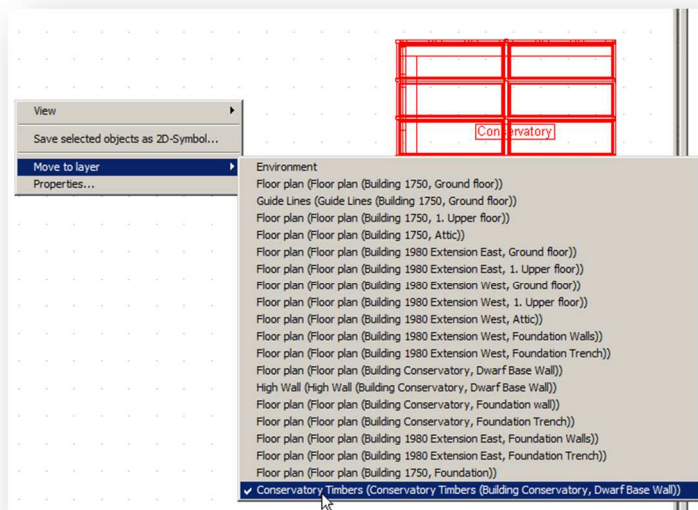 Conservatory
View
Save selected objects as 2D-Symbol...
Move to layer
Properties...
Environment
Floor plan (Floor plan (Building 1750, Ground floor))
Guide Lines (Guide Lines (Building 1750, Ground floor))
Floor plan (Floor plan (Building 1750, 1. Upper floor))
Floor plan (Floor plan (Building 1750, Attic))
Floor plan (Floor plan (Building 1980 Extension East, Ground floor))
Floor plan (Floor plan (Building 1980 Extension East, 1. Upper floor))
Floor plan (Floor plan (Building 1980 Extension West, Ground floor))
Floor plan (Floor plan (Building 1980 Extension West, 1. Upper floor))
Floor plan (Floor plan (Building 1980 Extension West, Attic))
Floor plan (Floor plan (Building 1980 Extension West, Foundation Walls))
Floor plan (Floor plan (Building 1980 Extension West, Foundation Trench))
Floor plan (Floor plan (Building Conservatory, Dwarf Base Wall))
High Wall (High Wall (Building Conservatory, Dwarf Base Wall))
Floor plan (Floor plan (Building Conservatory, Foundation wall))
Floor plan (Floor plan (Building Conservatory, Foundation Trench))
Floor plan (Floor plan (Building 1980 Extension East, Foundation Walls))
Floor plan (Floor plan (Building 1980 Extension East, Foundation Trench))
Floor plan (Floor plan (Building 1750, Foundation))
Conservatory Timbers (Conservatory Timbers (Building Conservatory, Dwarf Base Wall))